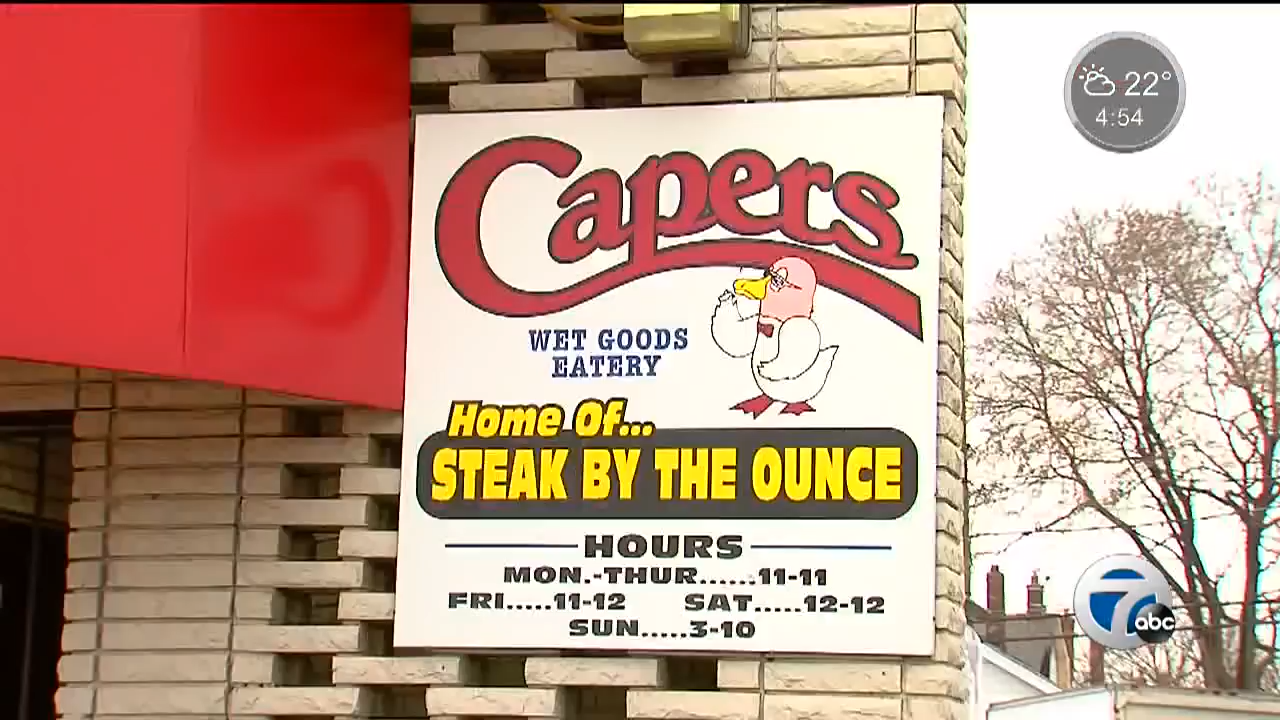 22°
4:54
Capers
WET GOODS
EATERY
Home Of...
STEAK BY THE OUNCE
HOURS
MON.-THUR......11-11
FRI.....11-12 SAT.....12-12
SUN.....3-10
7 abc